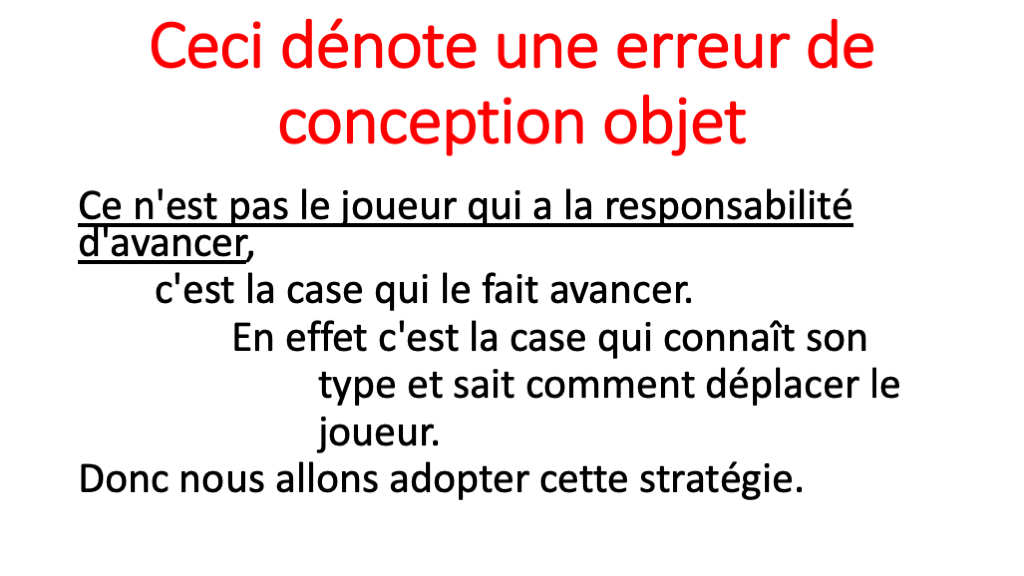 Ceci dénote une erreur de
conception objet
Ce n'est pas le joueur qui a la responsabilité
d'avancer,
c'est la case qui le fait avancer.
En effet c'est la case qui connaît son
type et sait comment déplacer le
joueur.
Donc nous allons adopter cette stratégie.